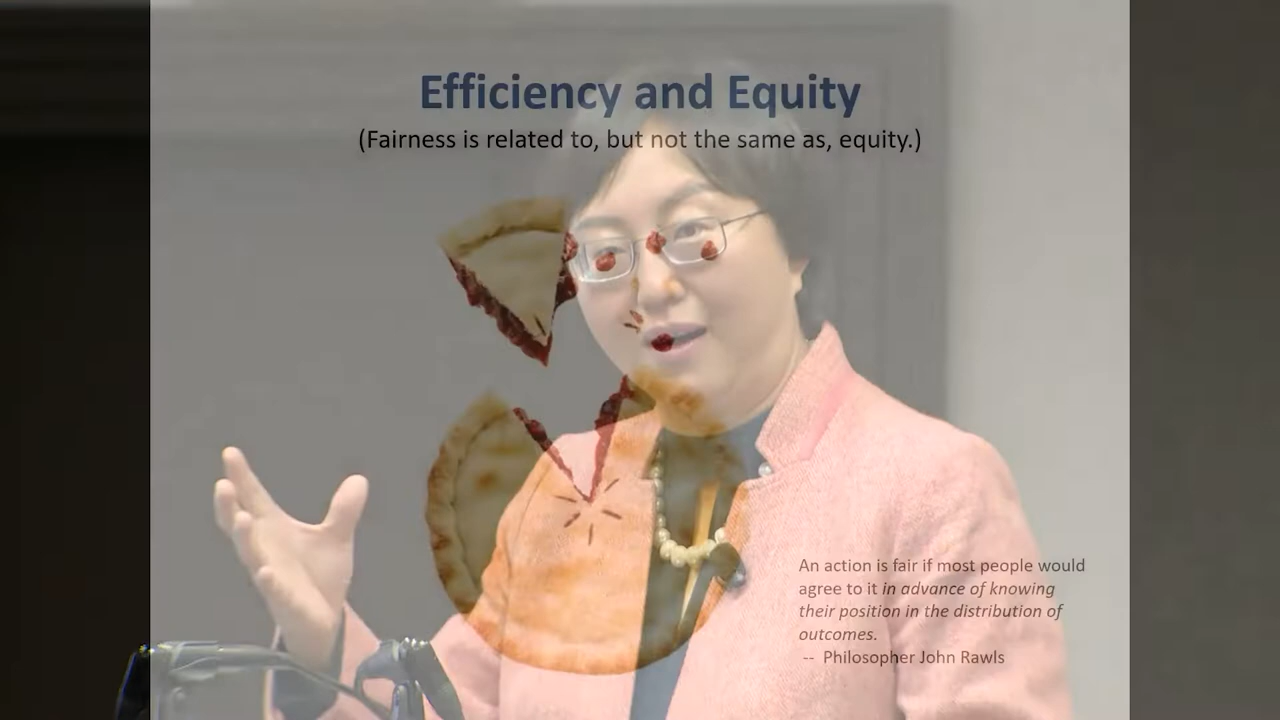 Efficiency and Equity
(Fairness is related to, but not the same as, equity.)
An action is fair if most people would
agree to it in advance of knowing
their position in the distribution of
outcomes.
-- Philosopher John Rawls